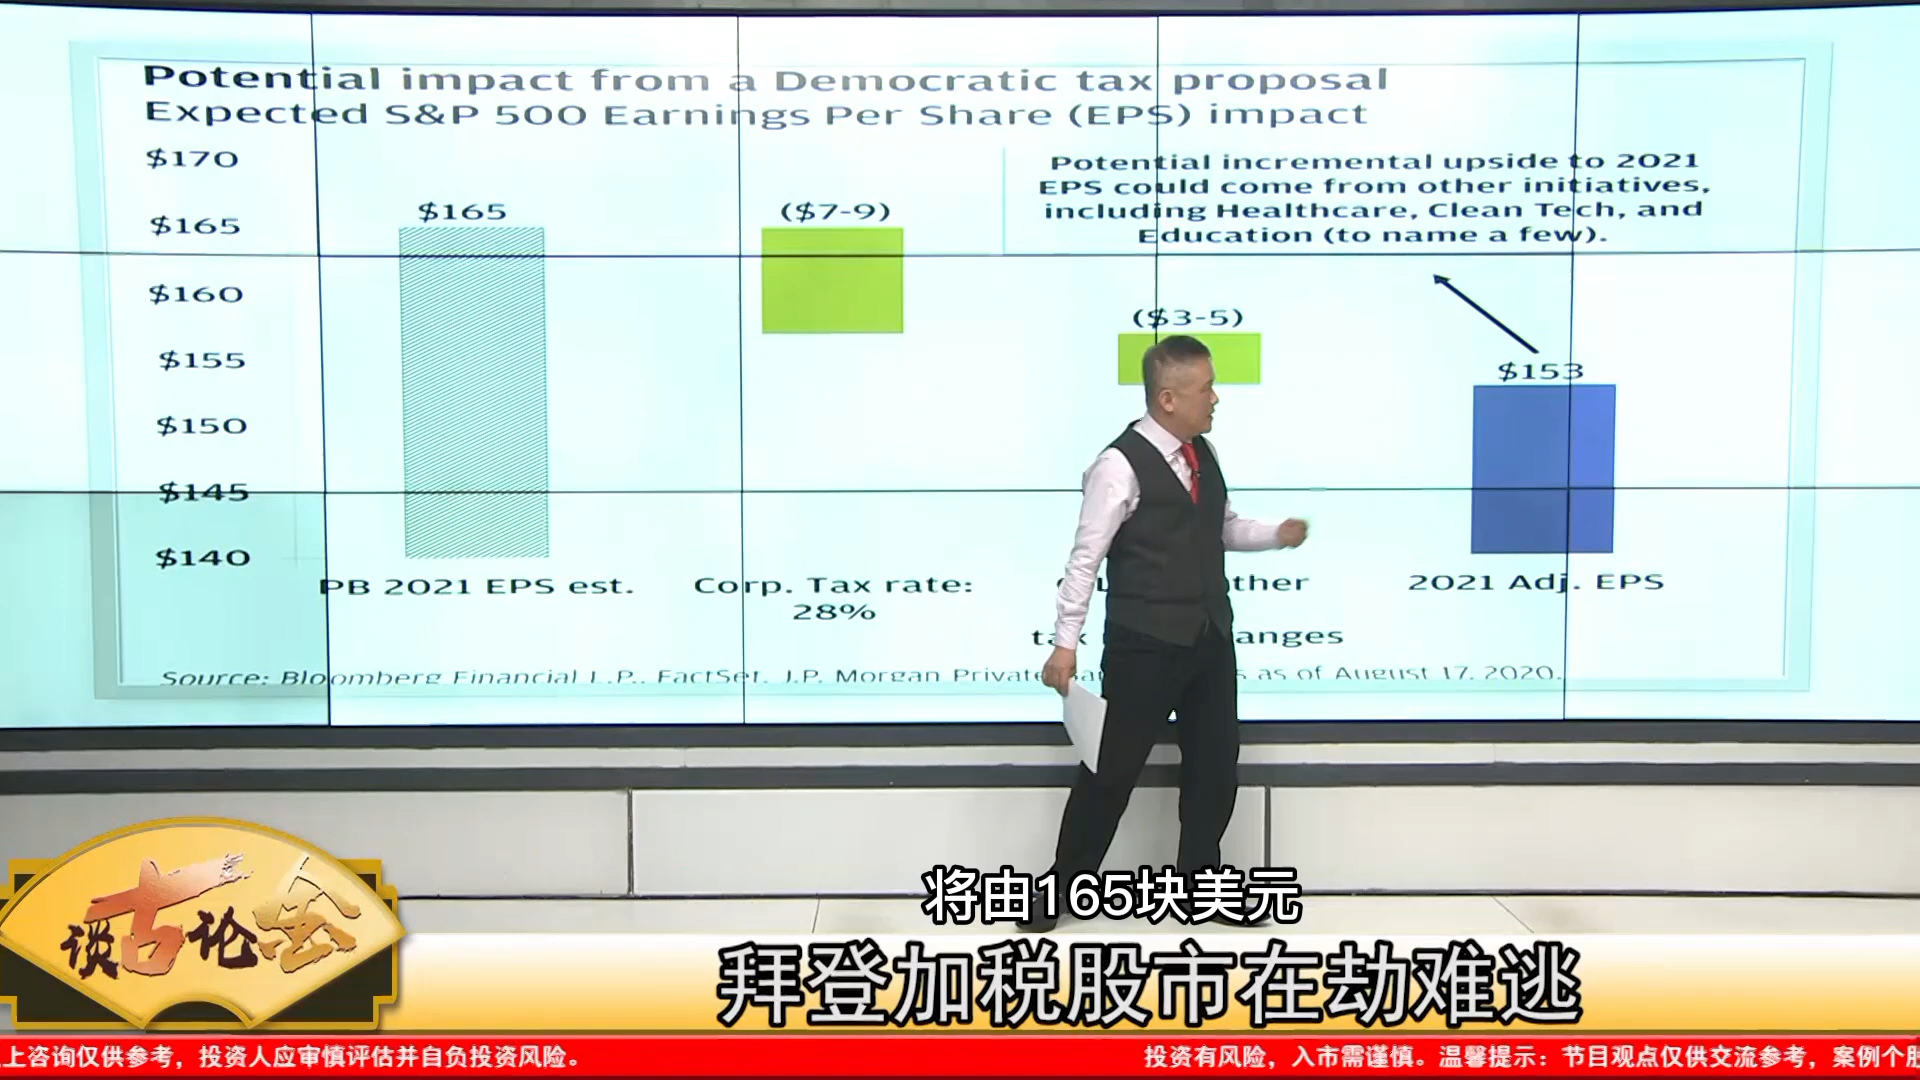 Potential impact from a Democratic tax proposal
Expected S&P 500 Earnings Per Share (EPS) impact
$170
$165
$160
$155
$150
$145
$140
$165
($7-9)
($3-5)
$153
Potential incremental upside to 2021
EPS could come from other initiatives,
including Healthcare, Clean Tech, and
Education (to name a few).
PB 2021 EPS est.
Corp. Tax rate:
28%
ther
tax anges
2021 Adj. EPS
Source: Bloomberg Financial L.P., FactSet, J.P. Morgan Private as of August 17, 2020.
将由165块美元
谈古论金
拜登加税股市在劫难逃
上咨询仅供参考，投资人应审慎评估并自负投资风险。
投资有风险，入市需谨慎。温馨提示：节目观点仅供交流参考，案例个股